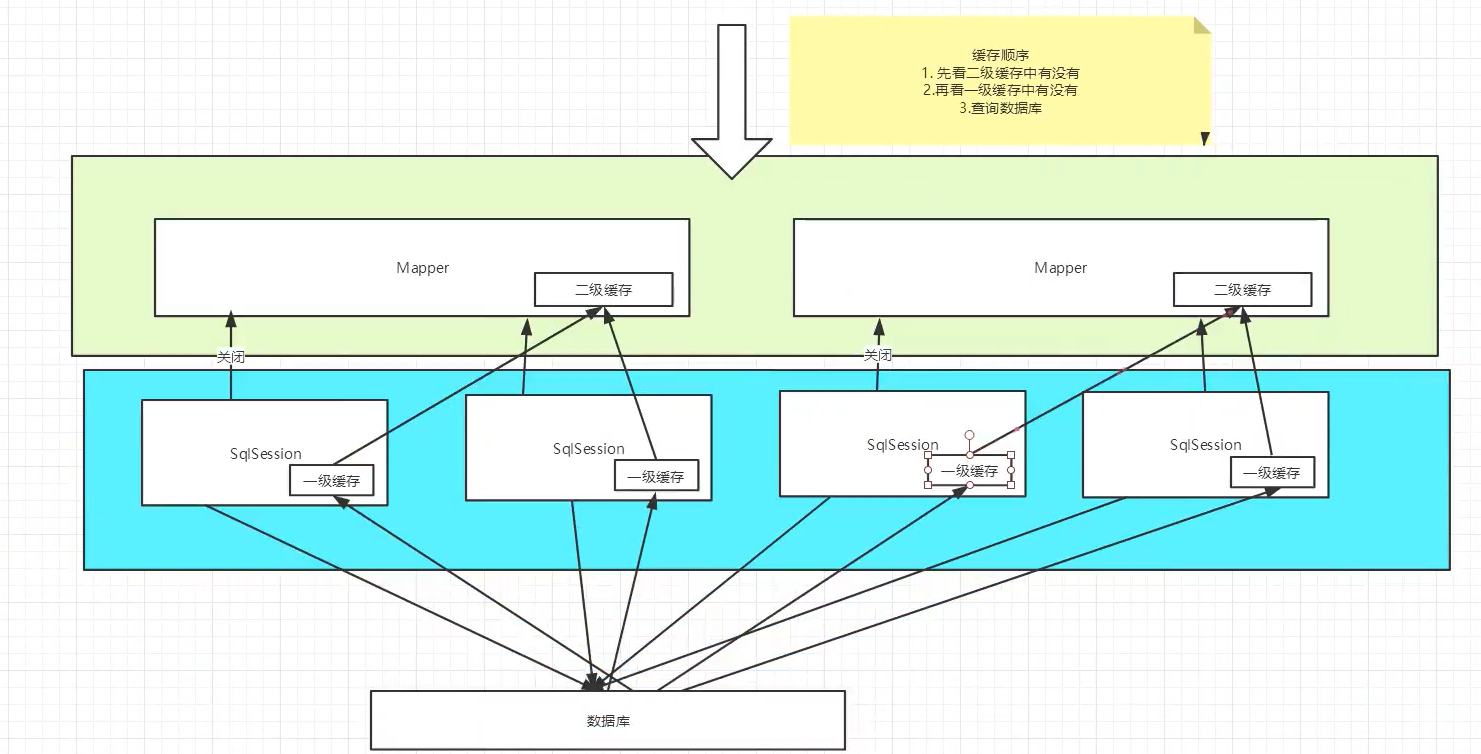 缓存顺序
1. 先看二级缓存中有没有
2.再看一级缓存中有没有
3.查询数据库
Mapper
二级缓存
Mapper
二级缓存
关闭
关闭
SqlSession
一级缓存
SqlSession
一级缓存
SqlSession
一级缓存
SqlSession
一级缓存
数据库